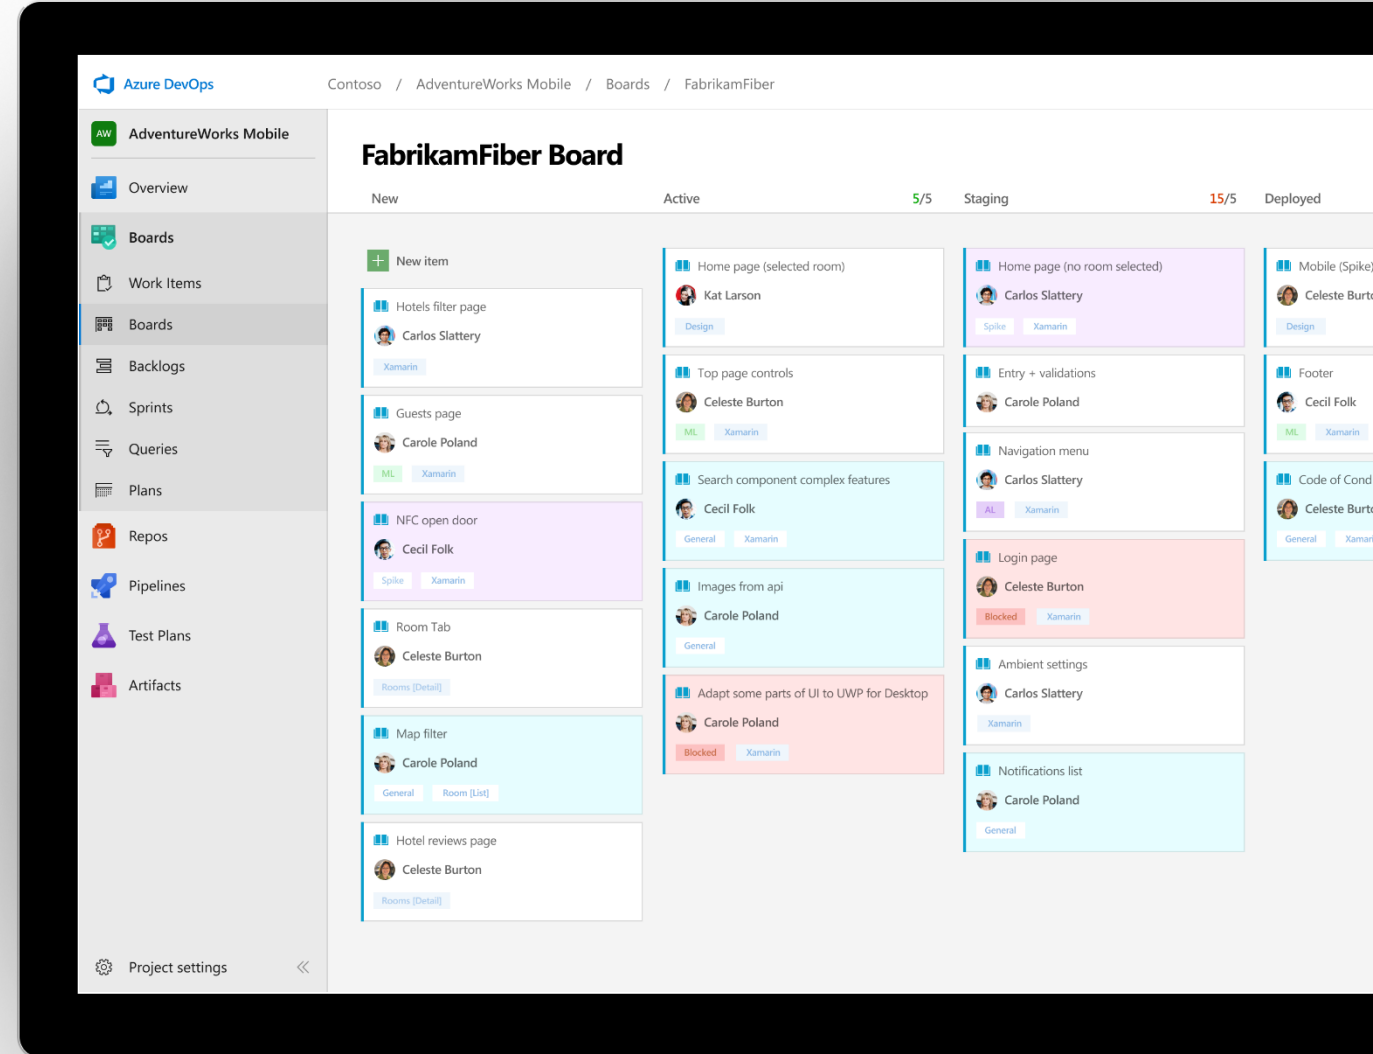 Azure DevOps
Contoso / AdventureWorks Mobile / Boards / FabrikamFiber
AW AdventureWorks Mobile
Overview
Boards
Work Items
Boards
Backlogs
Sprints
Queries
Plans
Repos
Pipelines
Test Plans
Artifacts
Project settings
FabrikamFiber Board
New
New item
Hotels filter page
Carlos Slattery
Xamarin
Guests page
Carole Poland
ML Xamarin
NFC open door
Cecil Folk
Spike Xamarin
Room Tab
Celeste Burton
Rooms [Detail]
Map filter
Carole Poland
General Room [List]
Hotel reviews page
Celeste Burton
Rooms [Detail]
Active 5/5
Home page (selected room)
Kat Larson
Design
Top page controls
Celeste Burton
ML Xamarin
Search component complex features
Cecil Folk
General Xamarin
Images from api
Carole Poland
General
Adapt some parts of UI to UWP for Desktop
Carole Poland
Blocked Xamarin
Staging 15/5
Home page (no room selected)
Carlos Slattery
Spike Xamarin
Entry + validations
Carole Poland
Navigation menu
Carlos Slattery
AL Xamarin
Login page
Celeste Burton
Blocked Xamarin
Ambient settings
Carlos Slattery
Xamarin
Notifications list
Carole Poland
General
Deployed
Mobile (Spike)
Celeste Burt
Design
Footer
Cecil Folk
ML Xamarin
Code of Cond
Celeste Burt
General Xamar